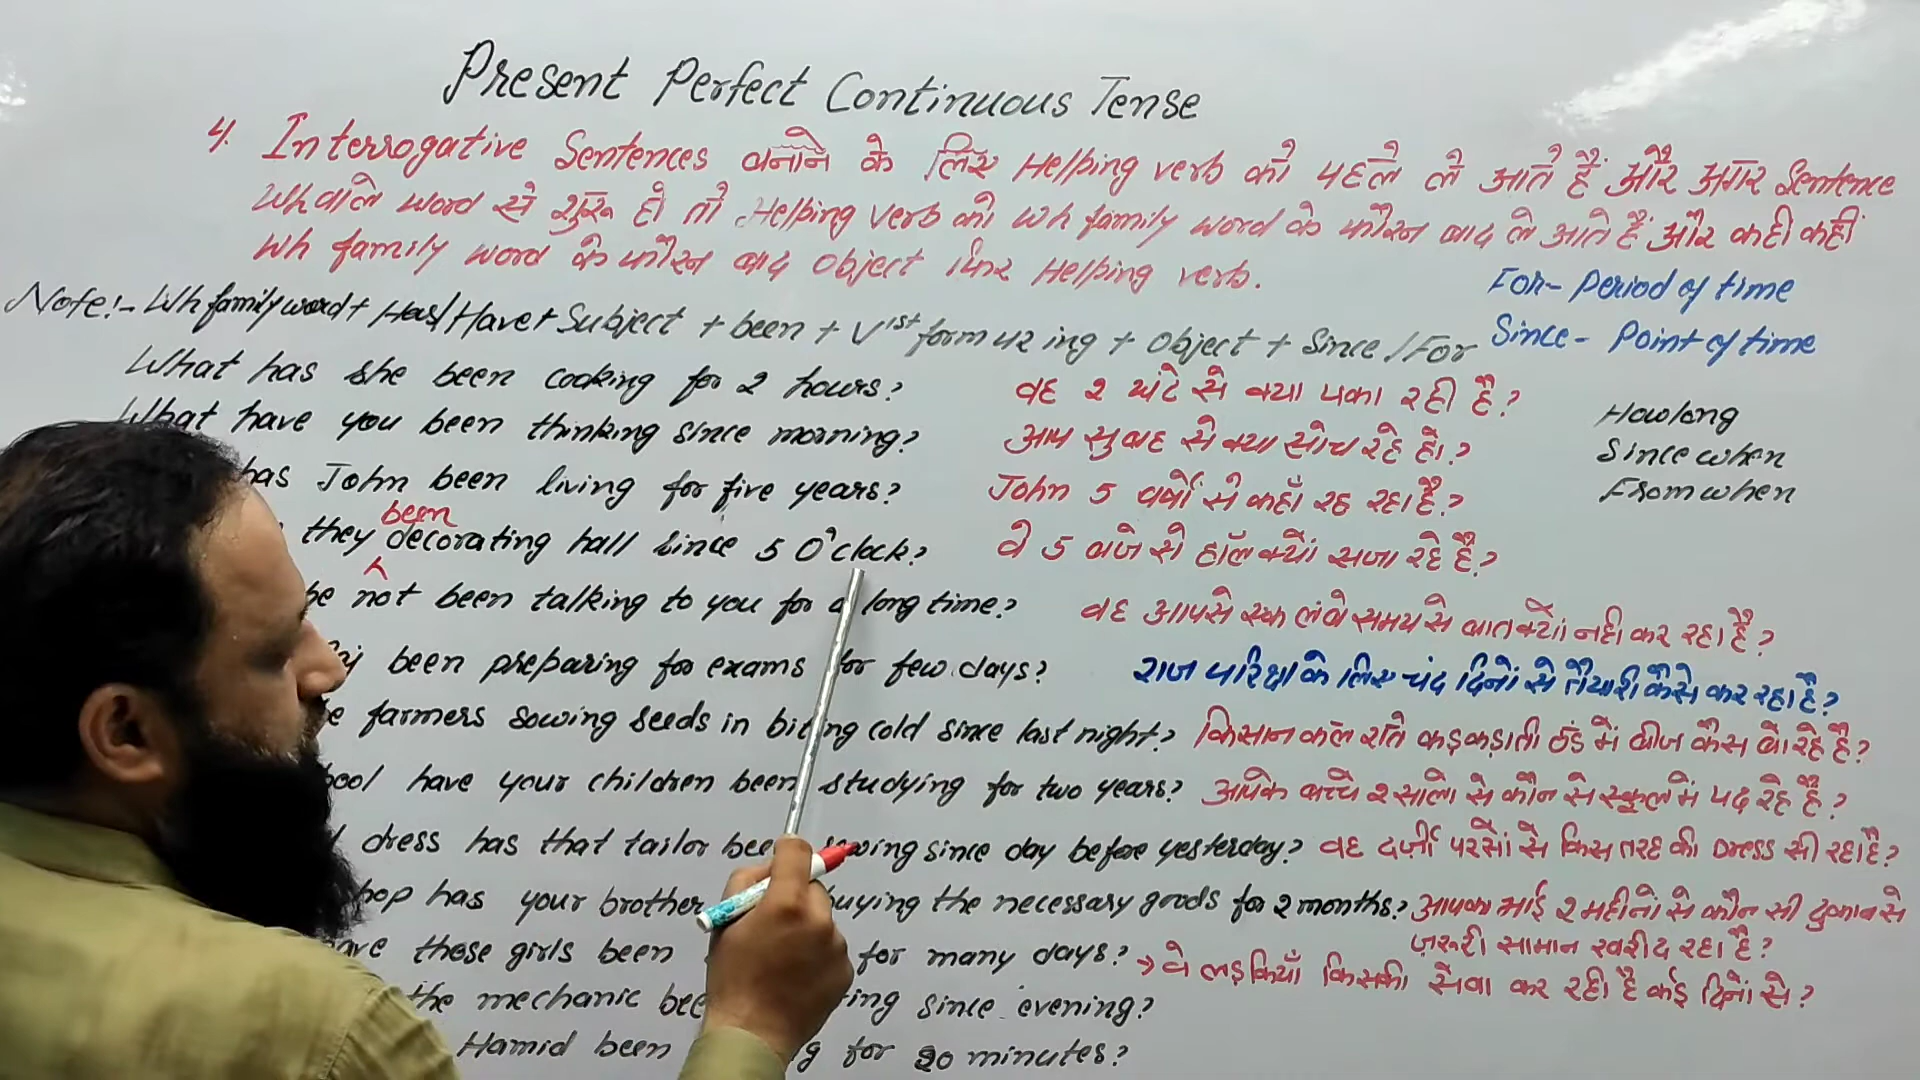 Present Perfect Continuous Tense
4. Interrogative Sentences बनाने के लिए Helping verb को पहले ले आते हैं और अगर Sentence
Wh वाले word से शुरू हो तो Helping verb को Wh family word के फौरन बाद ले आते हैं और कहीं कहीं
Wh family word के फौरन बाद object फिर Helping verb.
For- Period of time
Since- Point of time
Note:- Wh family word + Has/Have + Subject + been + V 1st form पर ing + Object + Since/For
What has she been cooking for 2 hours? वह 2 घंटे से क्या पका रही है?
What have you been thinking since morning? आप सुबह से क्या सोच रहे हो?
How long
Since when
From when
has John been living for five years? John 5 वर्षो से कहाँ रह रहा है?
they been decorating hall since 5 O'clock? वे 5 बजे से हॉल क्यों सजा रहे है?
he not been talking to you for a long time? वह आपसे एक लंबे समय से बात क्यों नही कर रहा है?
been preparing for exams for few days? राज परिक्षा के लिए चंद दिनों से तैयारी कैसे कर रहा है?
farmers sowing seeds in biting cold since last night? किसान कल रात कड़कड़ाती ठंड में बीज कैसे बो रहे है?
have your children been studying for two years? आपके बच्चे 2 सालो से कौन से स्कूल में पढ़ रहे है?
dress has that tailor been sewing since day before yesterday? वह दर्ज़ी परसों से किस तरह की Dress सी रहा है?
has your brother buying the necessary goods for 2 months? आपका भाई 2 महीनों से कौन सी दुकान से
ज़रूरी सामान खरीद रहा है?
those girls been for many days? → वे लड़कियाँ किसकी सेवा कर रही है कई दिनों से?
the mechanic since evening?
Hamid been for 20 minutes?